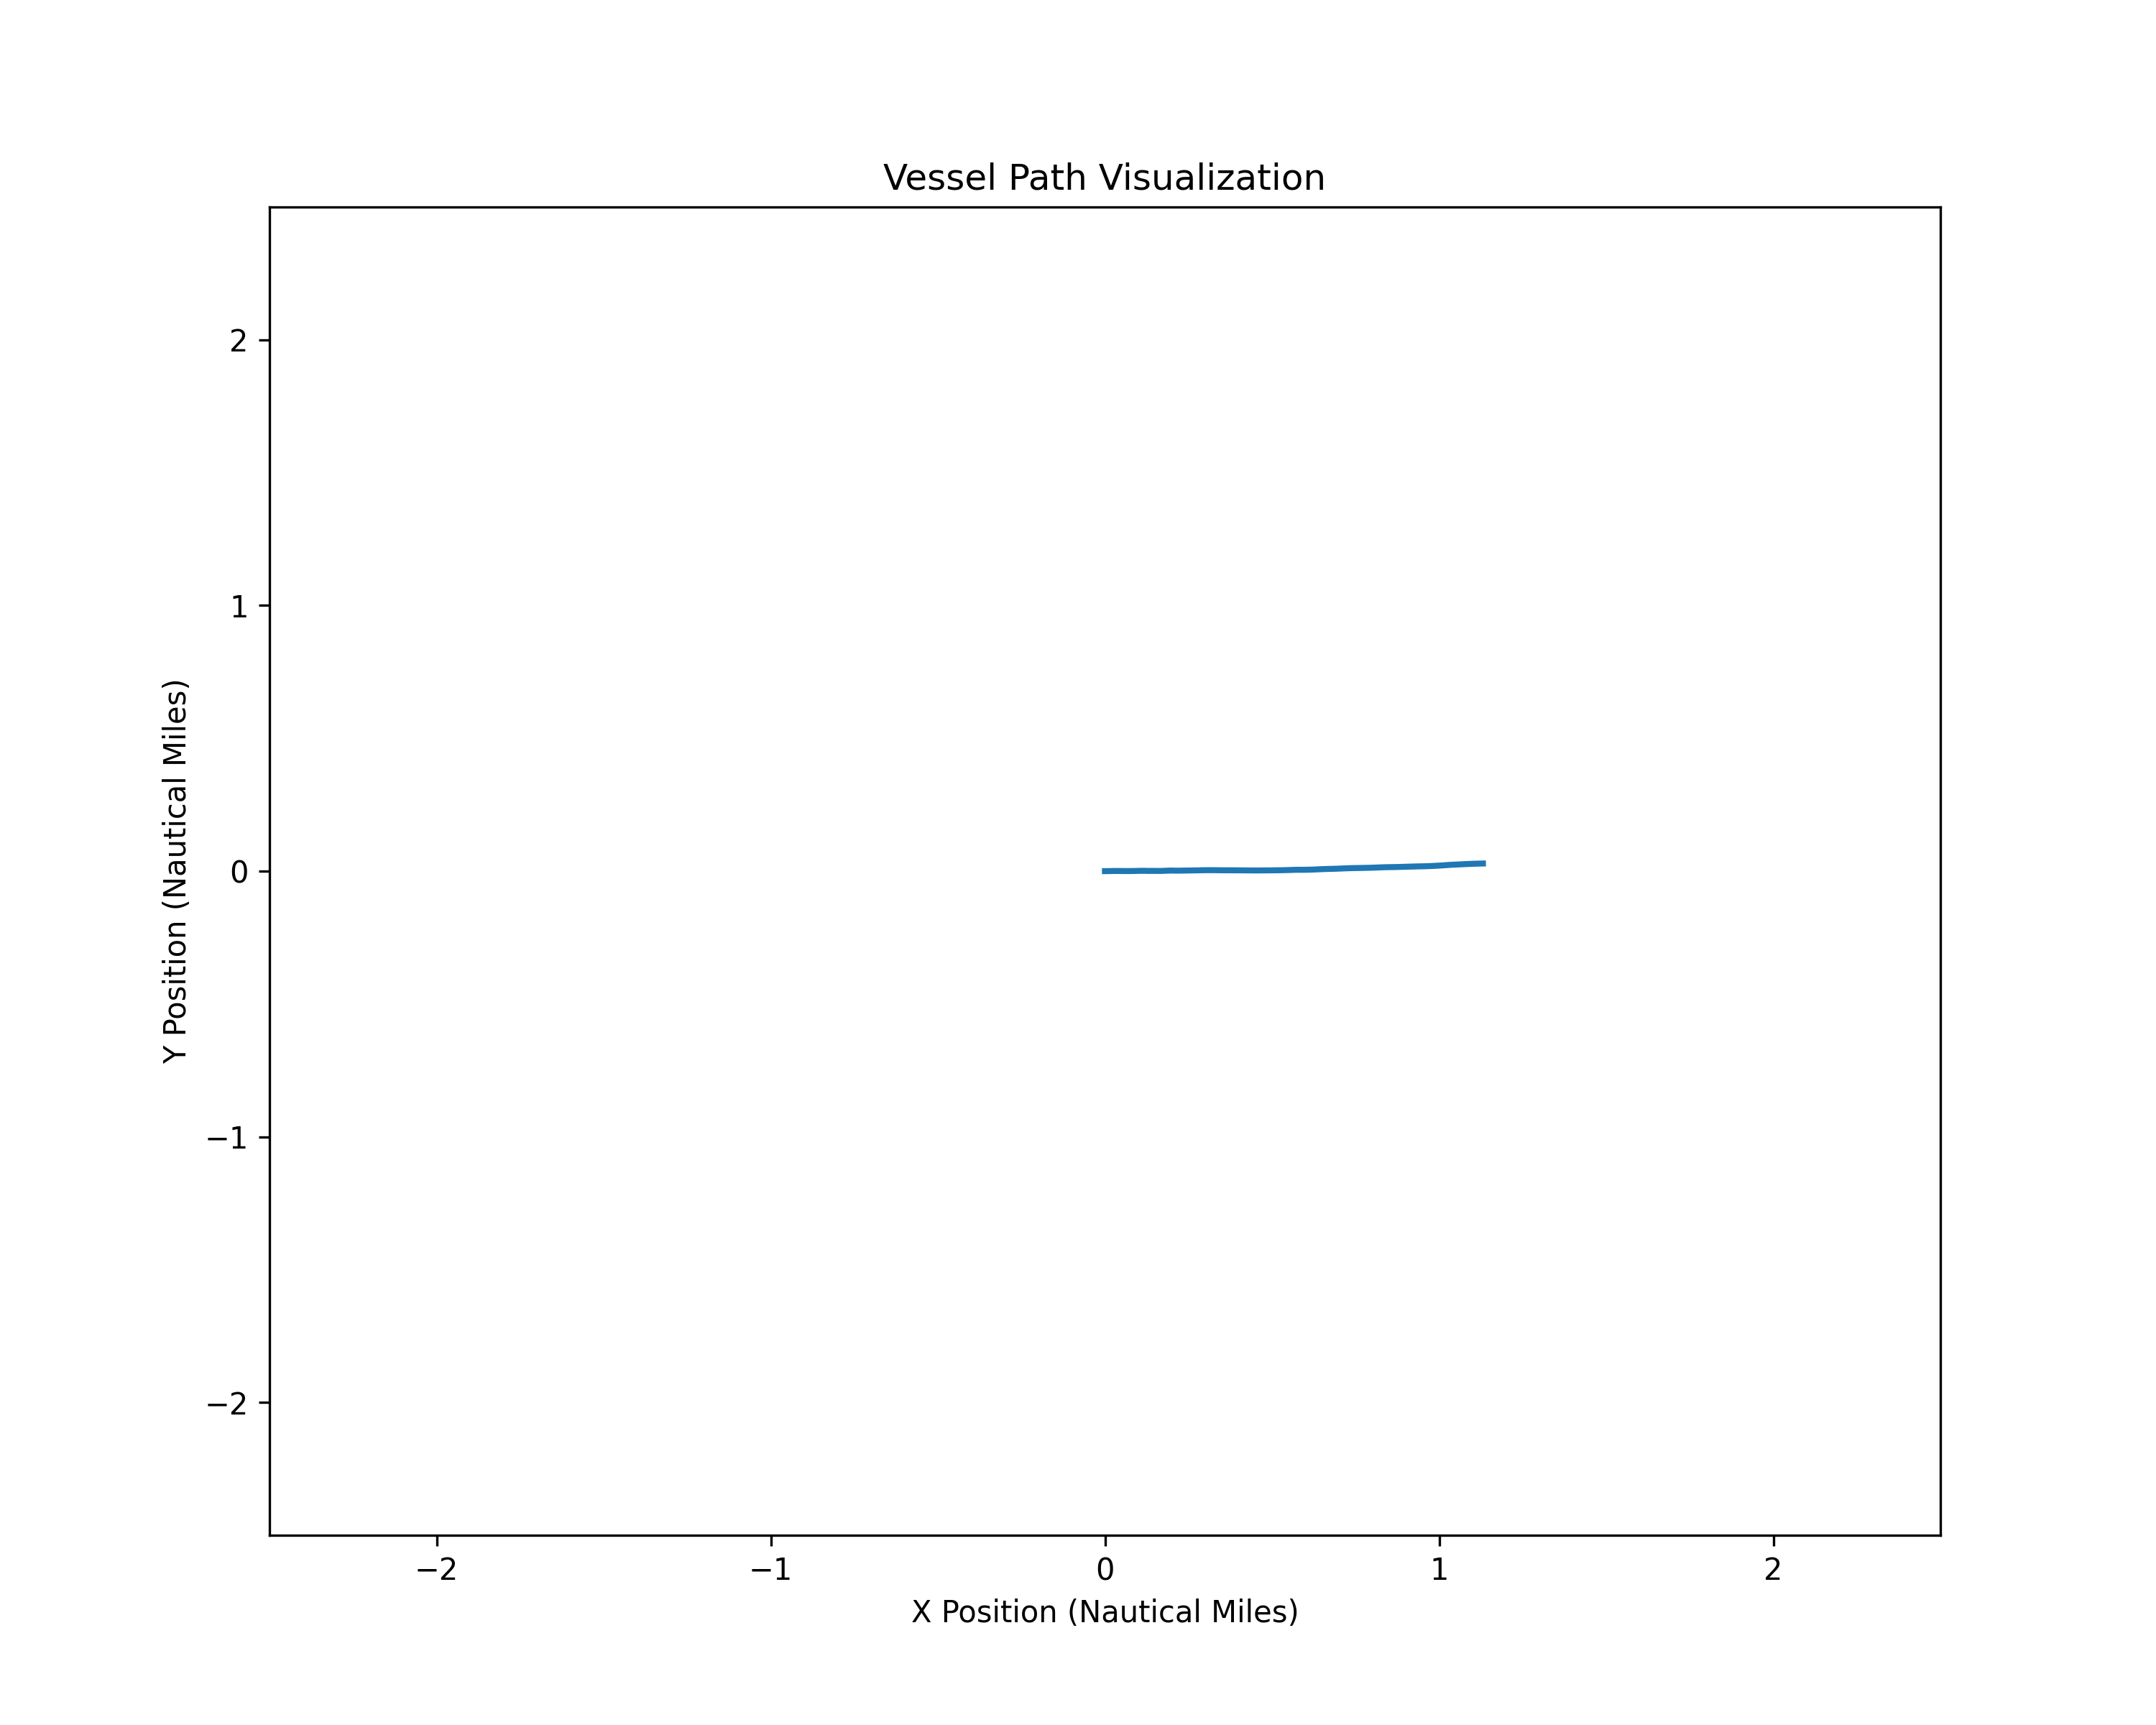 Vessel Path Visualization
2
1
0
−1
−2
Y Position (Nautical Miles)
−2 −1 0 1 2
X Position (Nautical Miles)